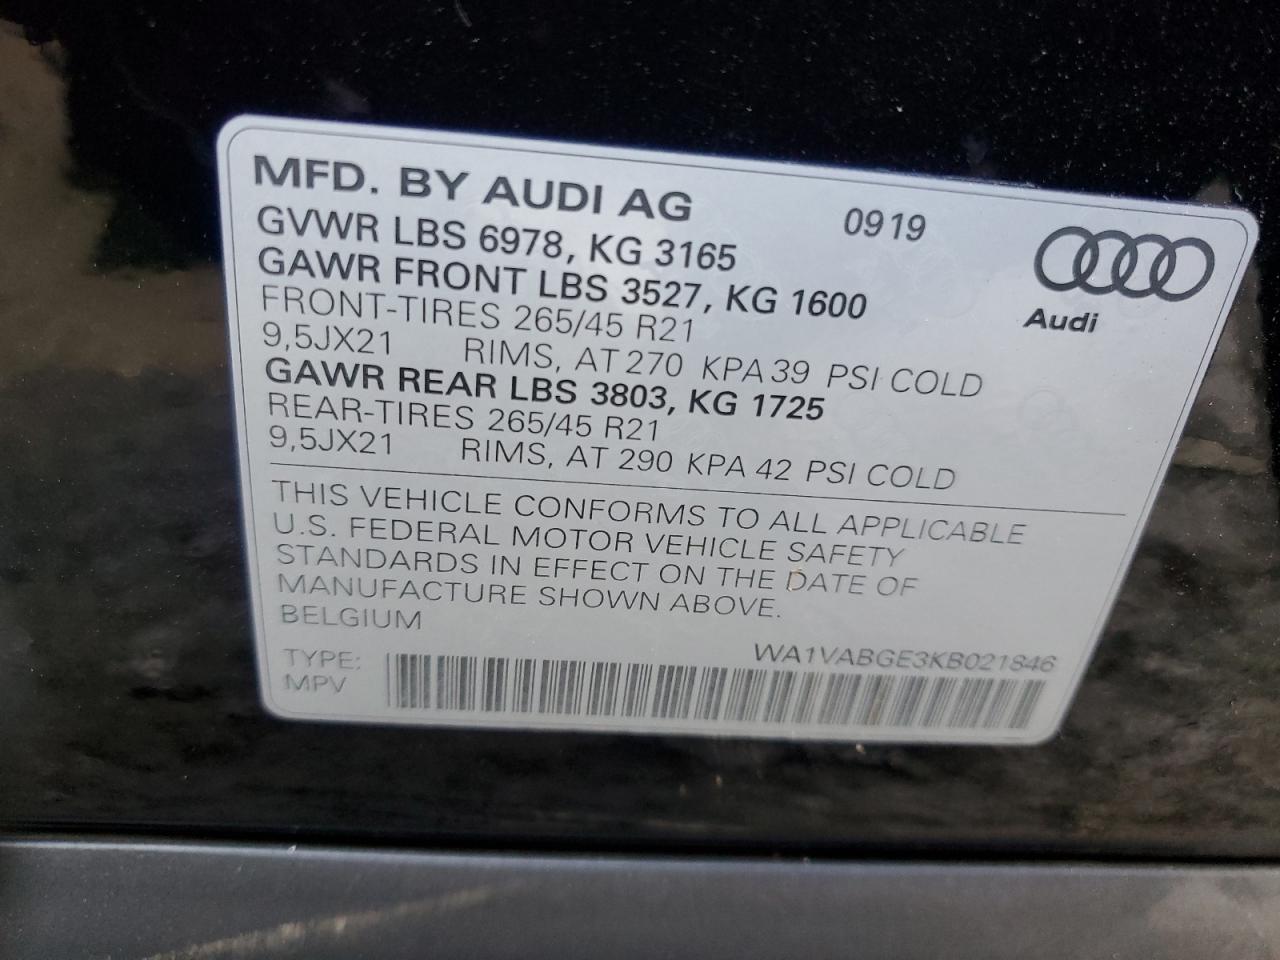 MFD. BY AUDI AG 0919
GVWR LBS 6978, KG 3165
GAWR FRONT LBS 3527, KG 1600
FRONT-TIRES 265/45 R21
9,5JX21 RIMS, AT 270 KPA 39 PSI COLD
GAWR REAR LBS 3803, KG 1725
REAR-TIRES 265/45 R21
9,5JX21 RIMS, AT 290 KPA 42 PSI COLD
Audi
THIS VEHICLE CONFORMS TO ALL APPLICABLE
U.S. FEDERAL MOTOR VEHICLE SAFETY
STANDARDS IN EFFECT ON THE DATE OF
MANUFACTURE SHOWN ABOVE.
BELGIUM
WA1VABGE3KB021846
TYPE:
MPV